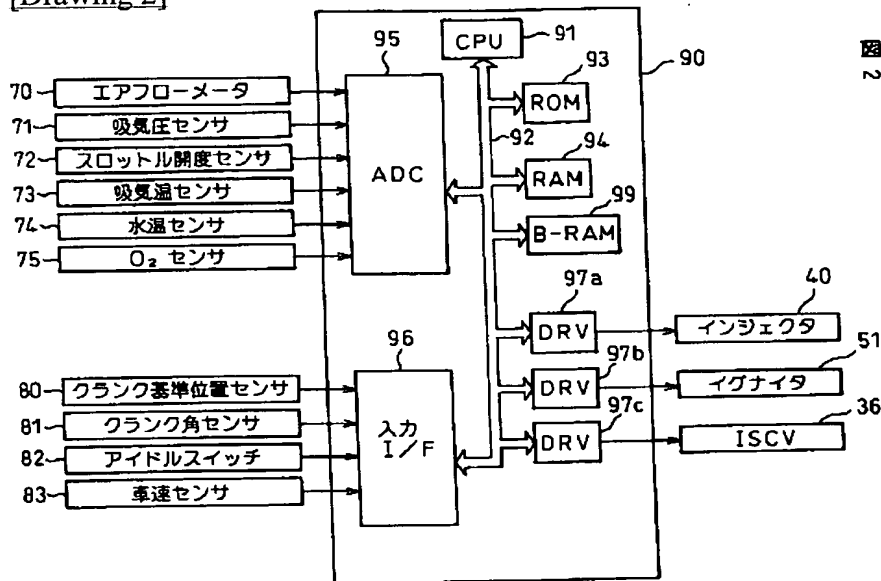 [Drawing 2]
図 2
90
CPU
91
92
ROM
93
RAM
94
B-RAM
99
95
ADC
70
エアフローメータ
71
吸気圧センサ
72
スロットル開度センサ
73
吸気温センサ
74
水温センサ
75
O₂ センサ
96
入力
I/F
80
クランク基準位置センサ
81
クランク角センサ
82
アイドルスイッチ
83
車速センサ
97a
DRV
40
インジェクタ
97b
DRV
51
イグナイタ
97c
DRV
36
ISCV